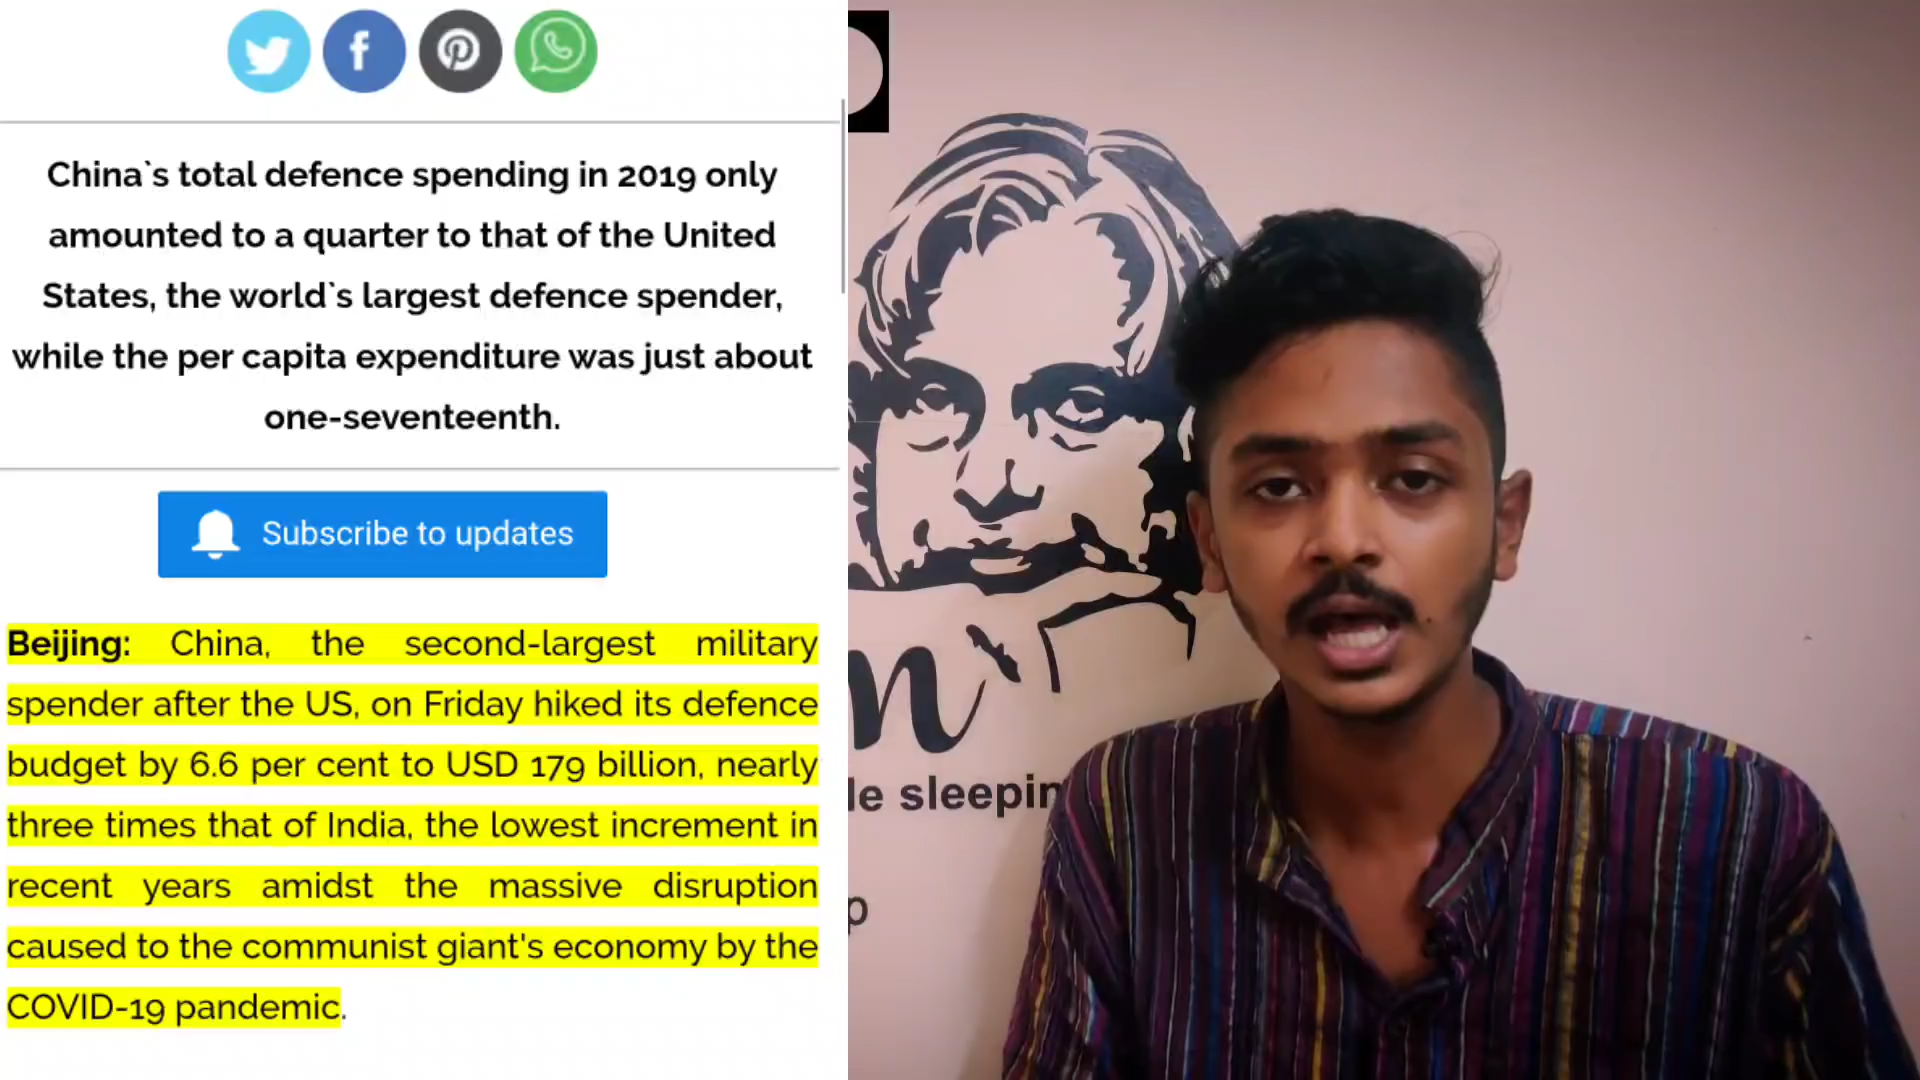 China`s total defence spending in 2019 only
amounted to a quarter to that of the United
States, the world`s largest defence spender,
while the per capita expenditure was just about
one-seventeenth.
Subscribe to updates
Beijing: China, the second-largest military
spender after the US, on Friday hiked its defence
budget by 6.6 per cent to USD 179 billion, nearly
three times that of India, the lowest increment in
recent years amidst the massive disruption
caused to the communist giant's economy by the
COVID-19 pandemic.
n
le sleepin
p